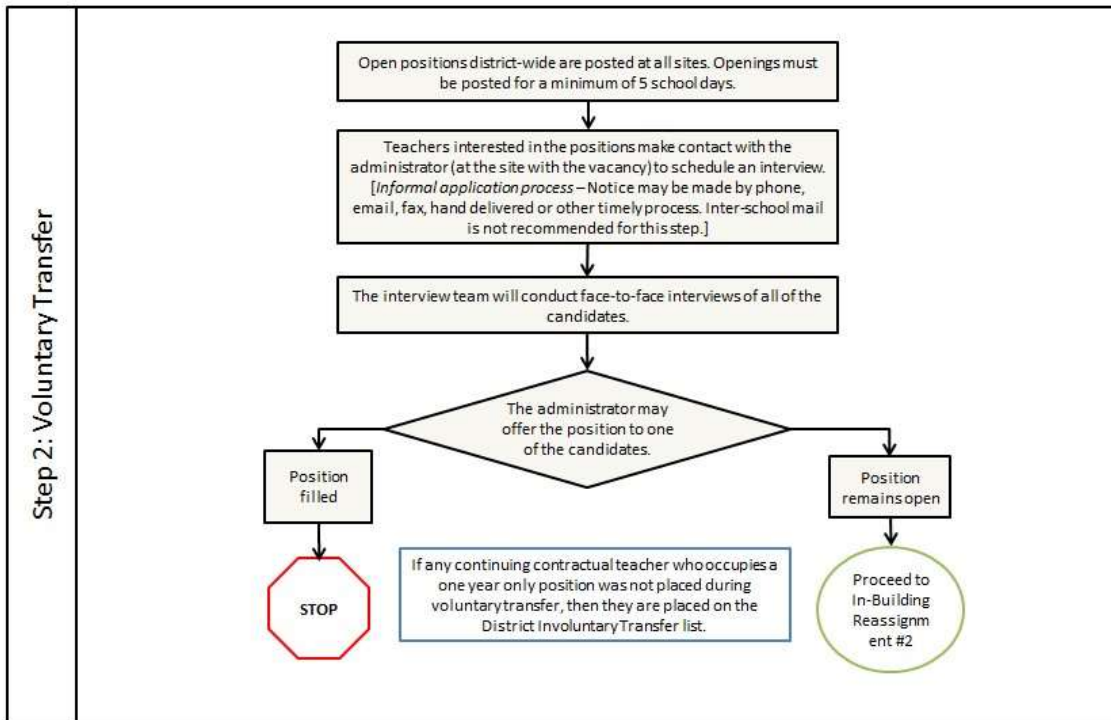 Step 2: Voluntary Transfer
Open positions district-wide are posted at all sites. Openings must
be posted for a minimum of 5 school days.
Teachers interested in the positions make contact with the
administrator (at the site with the vacancy) to schedule an interview.
[Informal application process – Notice may be made by phone,
email, fax, hand delivered or other timely process. Inter-school mail
is not recommended for this step.]
The interview team will conduct face-to-face interviews of all of the
candidates.
The administrator may
offer the position to one
of the candidates.
Position
filled
Position
remains open
STOP
If any continuing contractual teacher who occupies a
one year only position was not placed during
voluntary transfer, then they are placed on the
District Involuntary Transfer list.
Proceed to
In-Building
Reassignm
ent #2